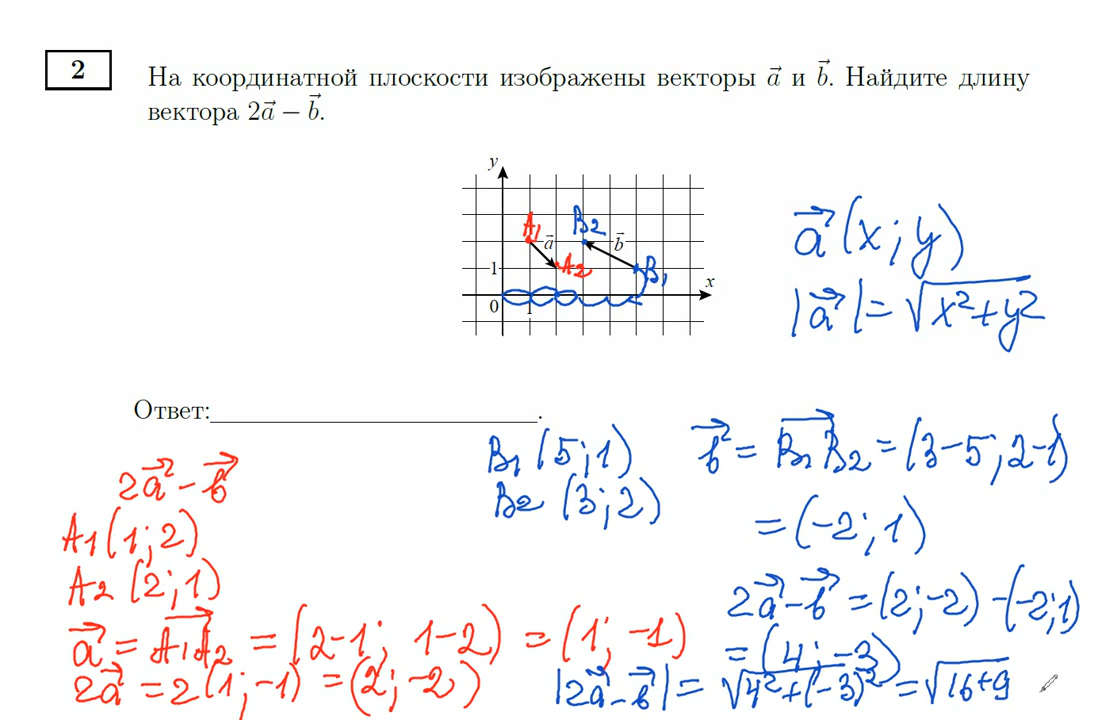 2
На координатной плоскости изображены векторы a⃗ и b⃗. Найдите длину
вектора 2a⃗ − b⃗.
y
A1
a⃗
A2
B2
b⃗
B1
1
x
0
1
a⃗ (x; y)
|a⃗| = √(x²+y²)
Ответ:
.
2a⃗ − b⃗
A1 (1; 2)
A2 (2; 1)
a⃗ = A1A2 = (2−1; 1−2) = (1; −1)
2a⃗ = 2(1; −1) = (2; −2)
B1 (5; 1)
B2 (3; 2)
b⃗ = B1B2 = (3−5; 2−1)
= (−2; 1)
2a⃗ − b⃗ = (2; −2) − (−2; 1)
= (4; −3)
|2a⃗ − b⃗| = √(4²+(−3)²) = √(16+9)